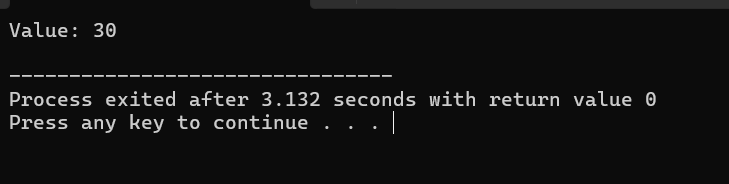 Value: 30
--------------------------------
Process exited after 3.132 seconds with return value 0
Press any key to continue . . .